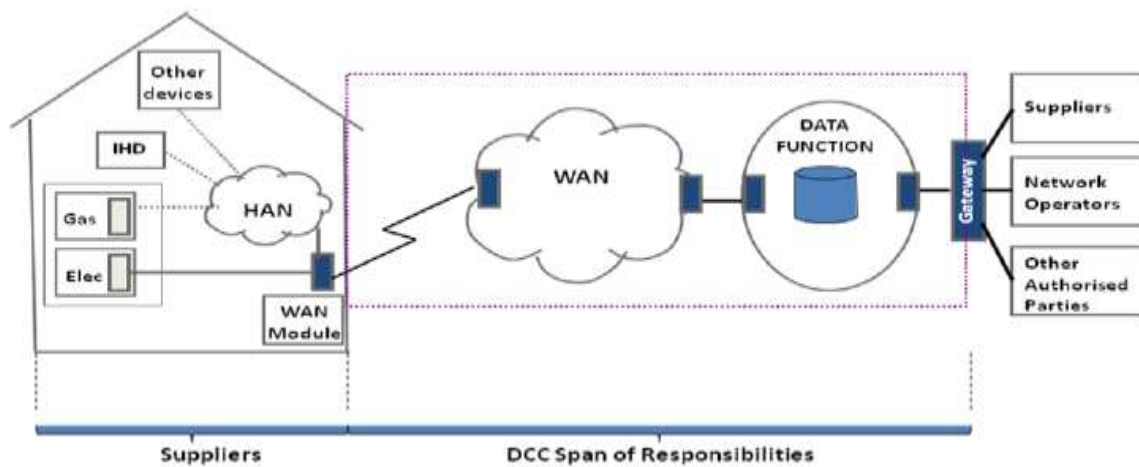 Other
devices
IHD
HAN
Gas
Elec
WAN
Module
WAN
DATA
FUNCTION
Gateway
Suppliers
Network
Operators
Other
Authorised
Parties
Suppliers
DCC Span of Responsibilities